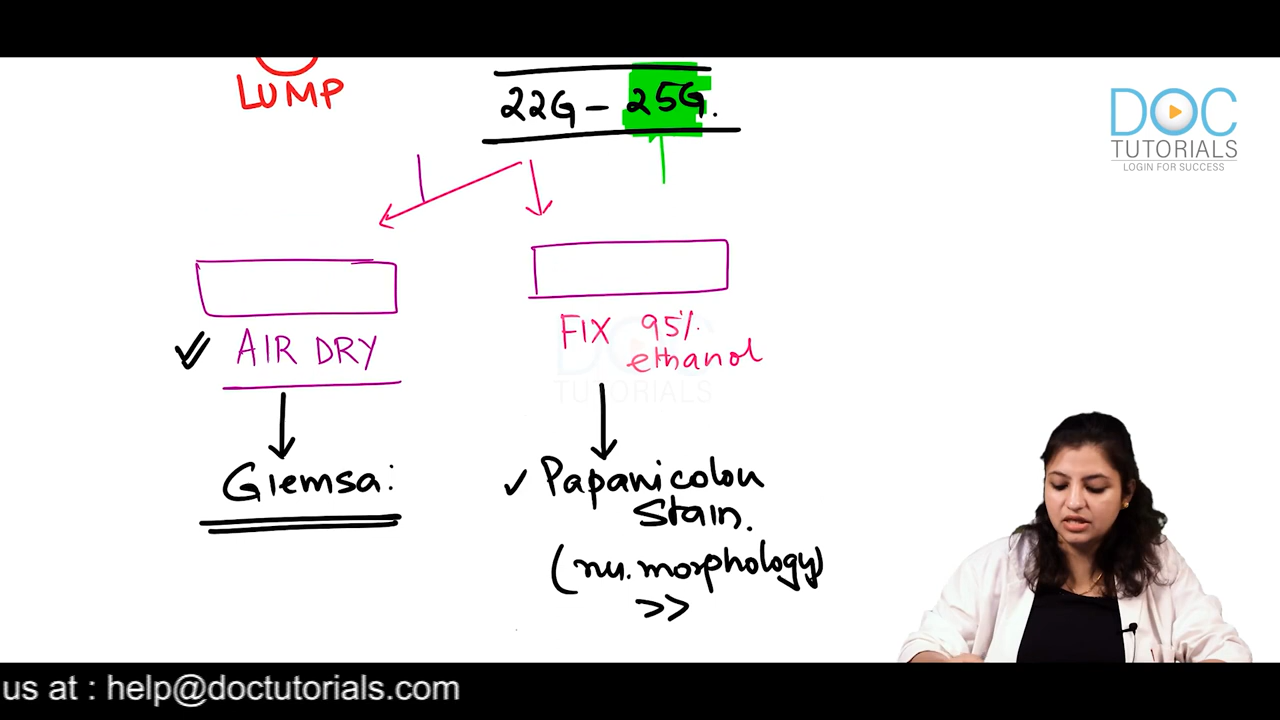 LUMP
22G - 25G.
DOC
TUTORIALS
LOGIN FOR SUCCESS
AIR DRY
FIX 95%
ethanol
TUTORIALS
Giemsa:
Papanicolou
Stain.
(nu. morphology)
>>
us at : help@doctutorials.com